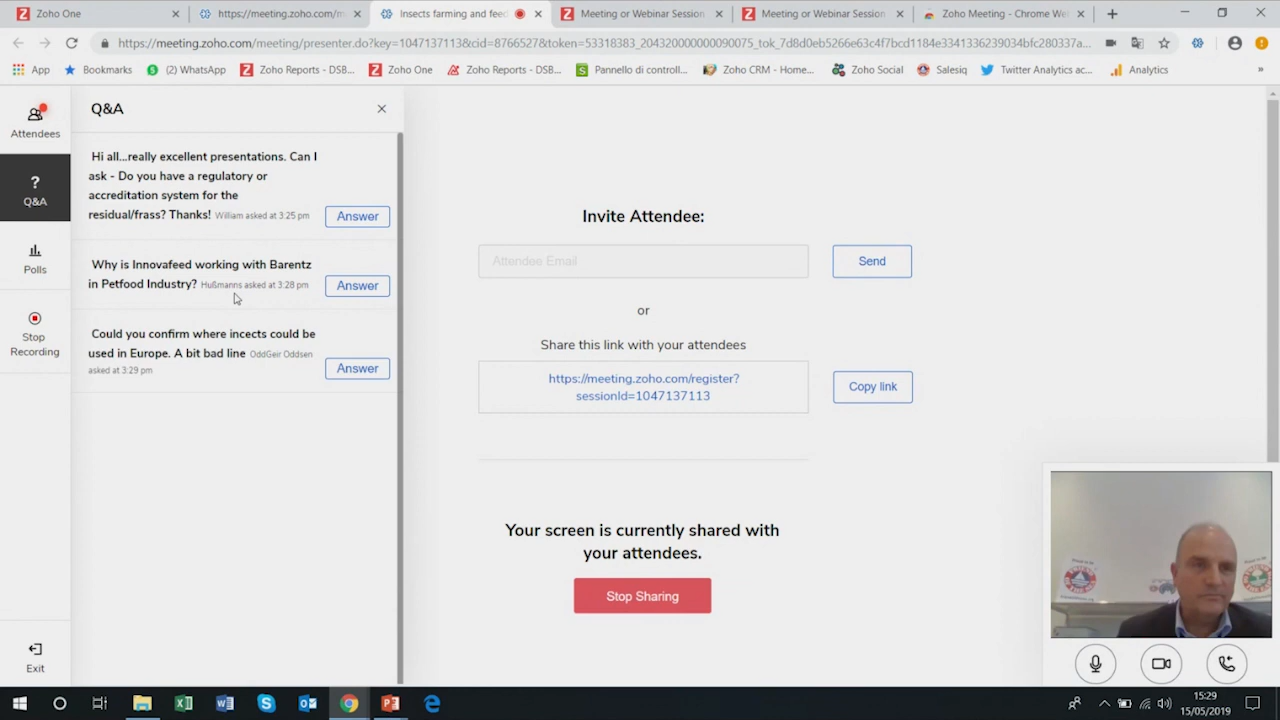 Zoho One
https://meeting.zoho.com/m
Insects farming and feed
Meeting or Webinar Session
Meeting or Webinar Session
Zoho Meeting - Chrome We
https://meeting.zoho.com/meeting/presenter.do?key=1047137113&cid=8766527&token=53318383_204320000000090075_tok_7d8d0eb5266e63c4f7bcd1184e3341336239034bfc280337a...
App
Bookmarks
(2) WhatsApp
Zoho Reports - DSB...
Zoho One
Zoho Reports - DSB...
Pannello di controll...
Zoho CRM - Home...
Zoho Social
Salesiq
Twitter Analytics ac...
Analytics
Attendees
Q&A
Polls
Stop
Recording
Exit
Q&A
Hi all...really excellent presentations. Can I
ask - Do you have a regulatory or
accreditation system for the
residual/frass? Thanks! William asked at 3:25 pm
Answer
Why is Innovafeed working with Barentz
in Petfood Industry? Hußmanns asked at 3:28 pm
Answer
Could you confirm where incects could be
used in Europe. A bit bad line OddGeir Oddsen
asked at 3:29 pm
Answer
Invite Attendee:
Attendee Email
Send
or
Share this link with your attendees
https://meeting.zoho.com/register?
sessionId=1047137113
Copy link
Your screen is currently shared with
your attendees.
Stop Sharing
15:29
15/05/2019